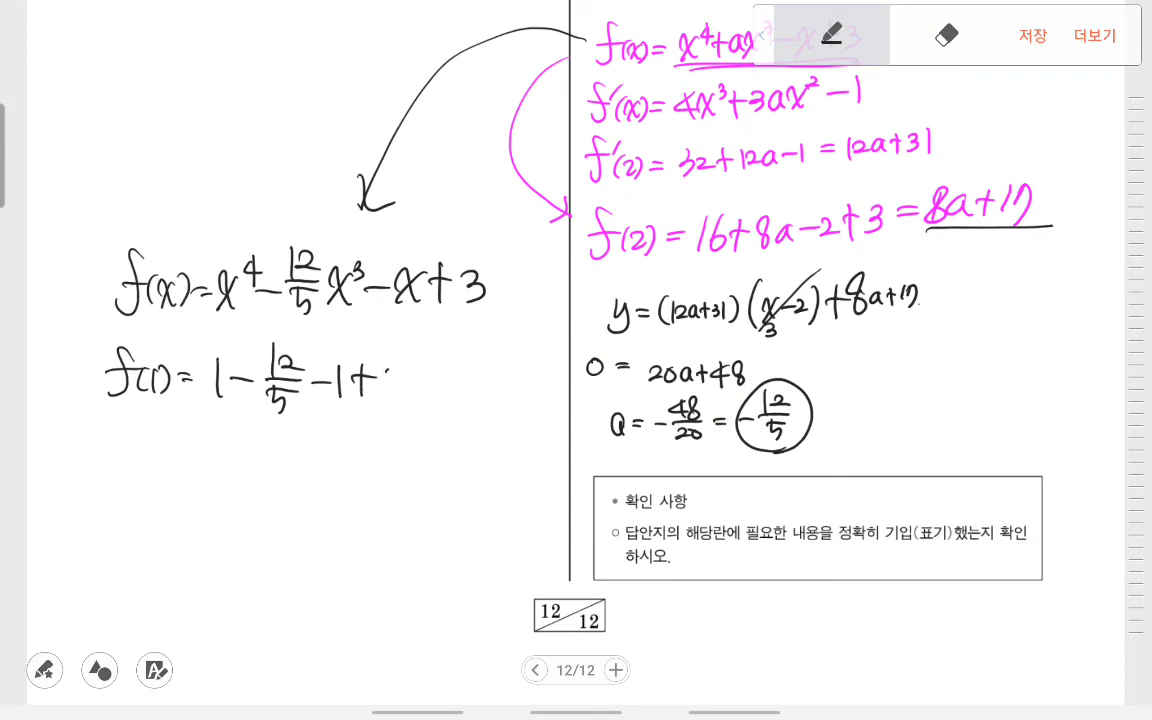 저장 더보기
f(x)= x⁴+ax³-x+3
f'(x)= 4x³+3ax²-1
f'(2)= 32+12a-1 = 12a+31
f(2) = 16+8a-2+3 = 8a+17
f(x)=x⁴-12/5x³-x+3
f(1)= 1-12/5-1+
y=(12a+31)(x-2)+8a+17
3
0 = 20a+48
a = -48/20 = -12/5
* 확인 사항
○ 답안지의 해당란에 필요한 내용을 정확히 기입(표기)했는지 확인
하시오.
12/12
12/12